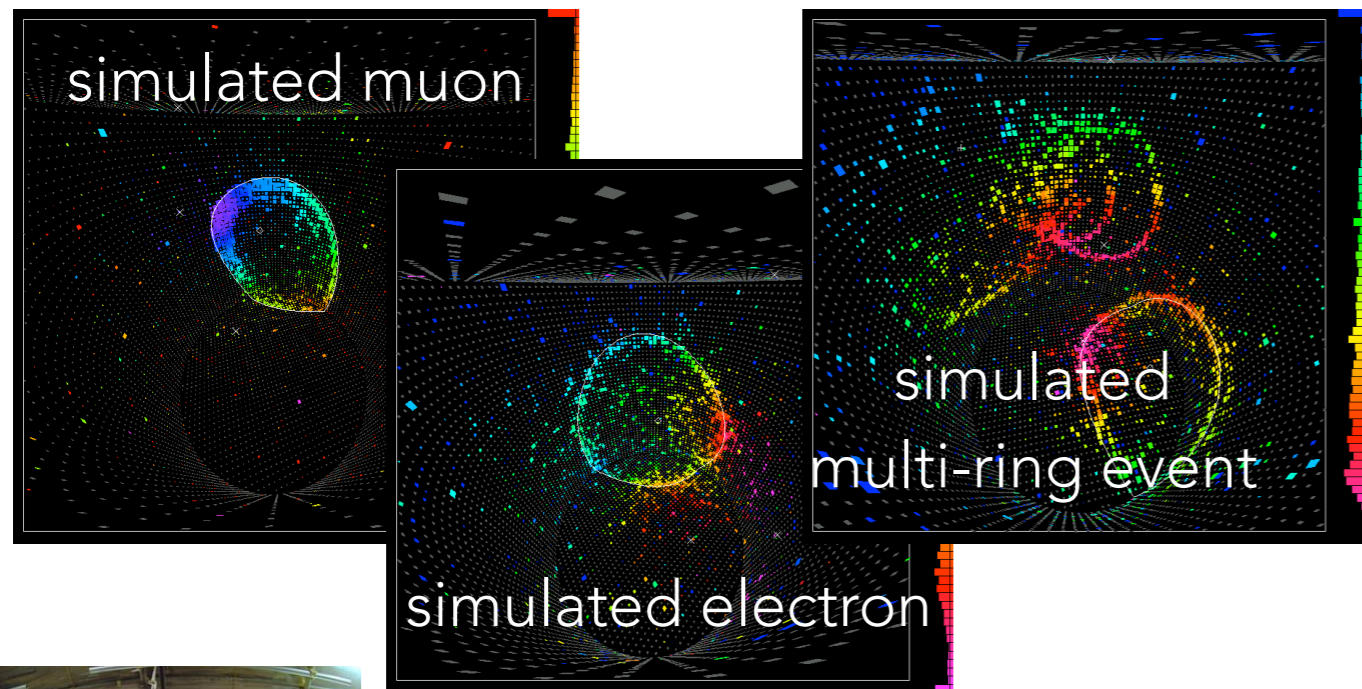 simulated muon
simulated electron
simulated
multi-ring event